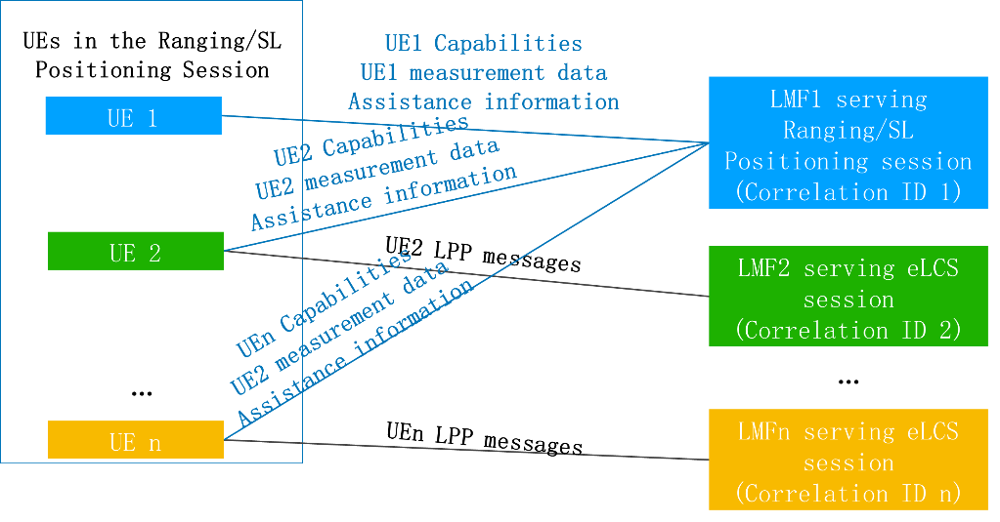 UEs in the Ranging/SL
Positioning Session
UE1 Capabilities
UE1 measurement data
Assistance information
UE 1
LMF1 serving
Ranging/SL
Positioning session
(Correlation ID 1)
UE2 Capabilities
UE2 measurement data
Assistance information
UE 2
UE2 LPP messages
LMF2 serving eLCS
session
(Correlation ID 2)
UEn Capabilities
UE2 measurement data
Assistance information
...
...
UE n
UEn LPP messages
LMFn serving eLCS
session
(Correlation ID n)